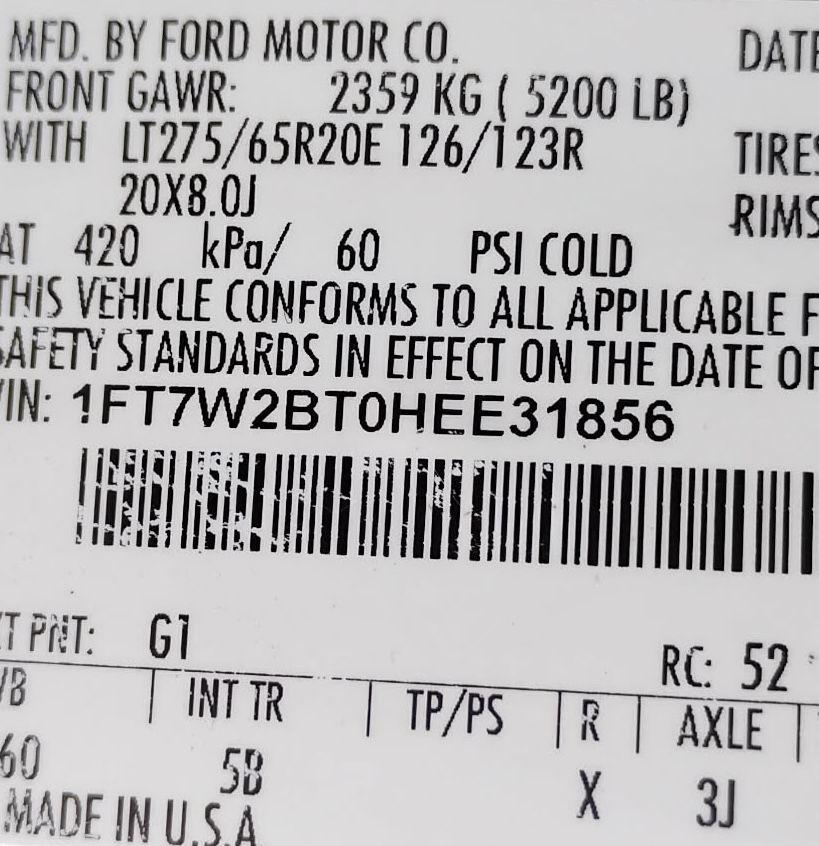 MFD. BY FORD MOTOR CO. DATE
FRONT GAWR: 2359 KG ( 5200 LB)
WITH LT275/65R20E 126/123R TIRES
20X8.0J RIMS
AT 420 kPa/ 60 PSI COLD
THIS VEHICLE CONFORMS TO ALL APPLICABLE F
SAFETY STANDARDS IN EFFECT ON THE DATE OF
VIN: 1FT7W2BT0HEE31856
T PNT: G1 RC: 52
WB INT TR TP/PS R AXLE
60 5B X 3J
MADE IN U.S.A